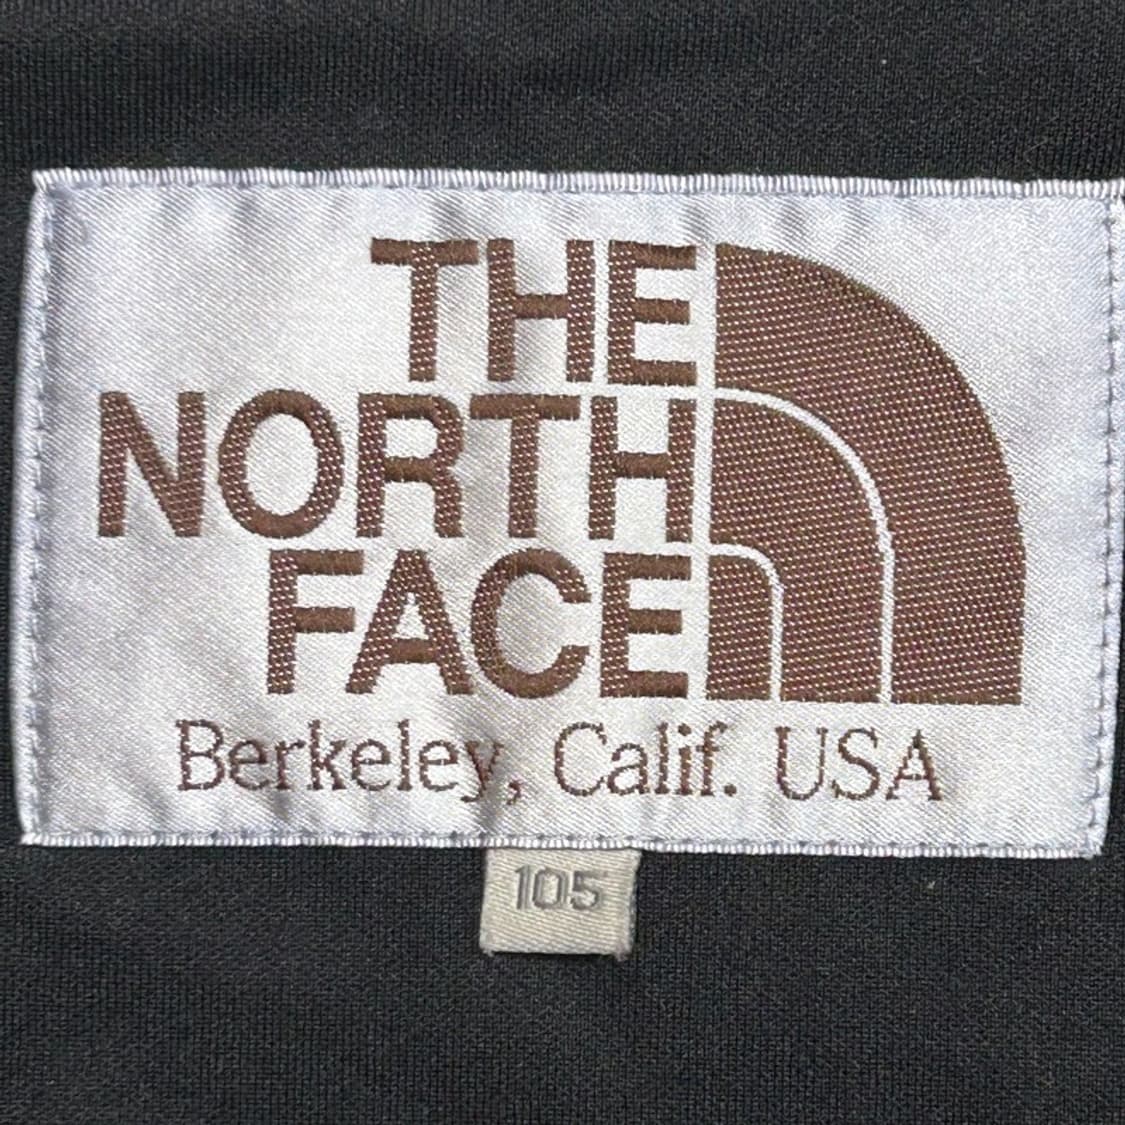 THE
NORTH
FACE
Berkeley, Calif. USA
105